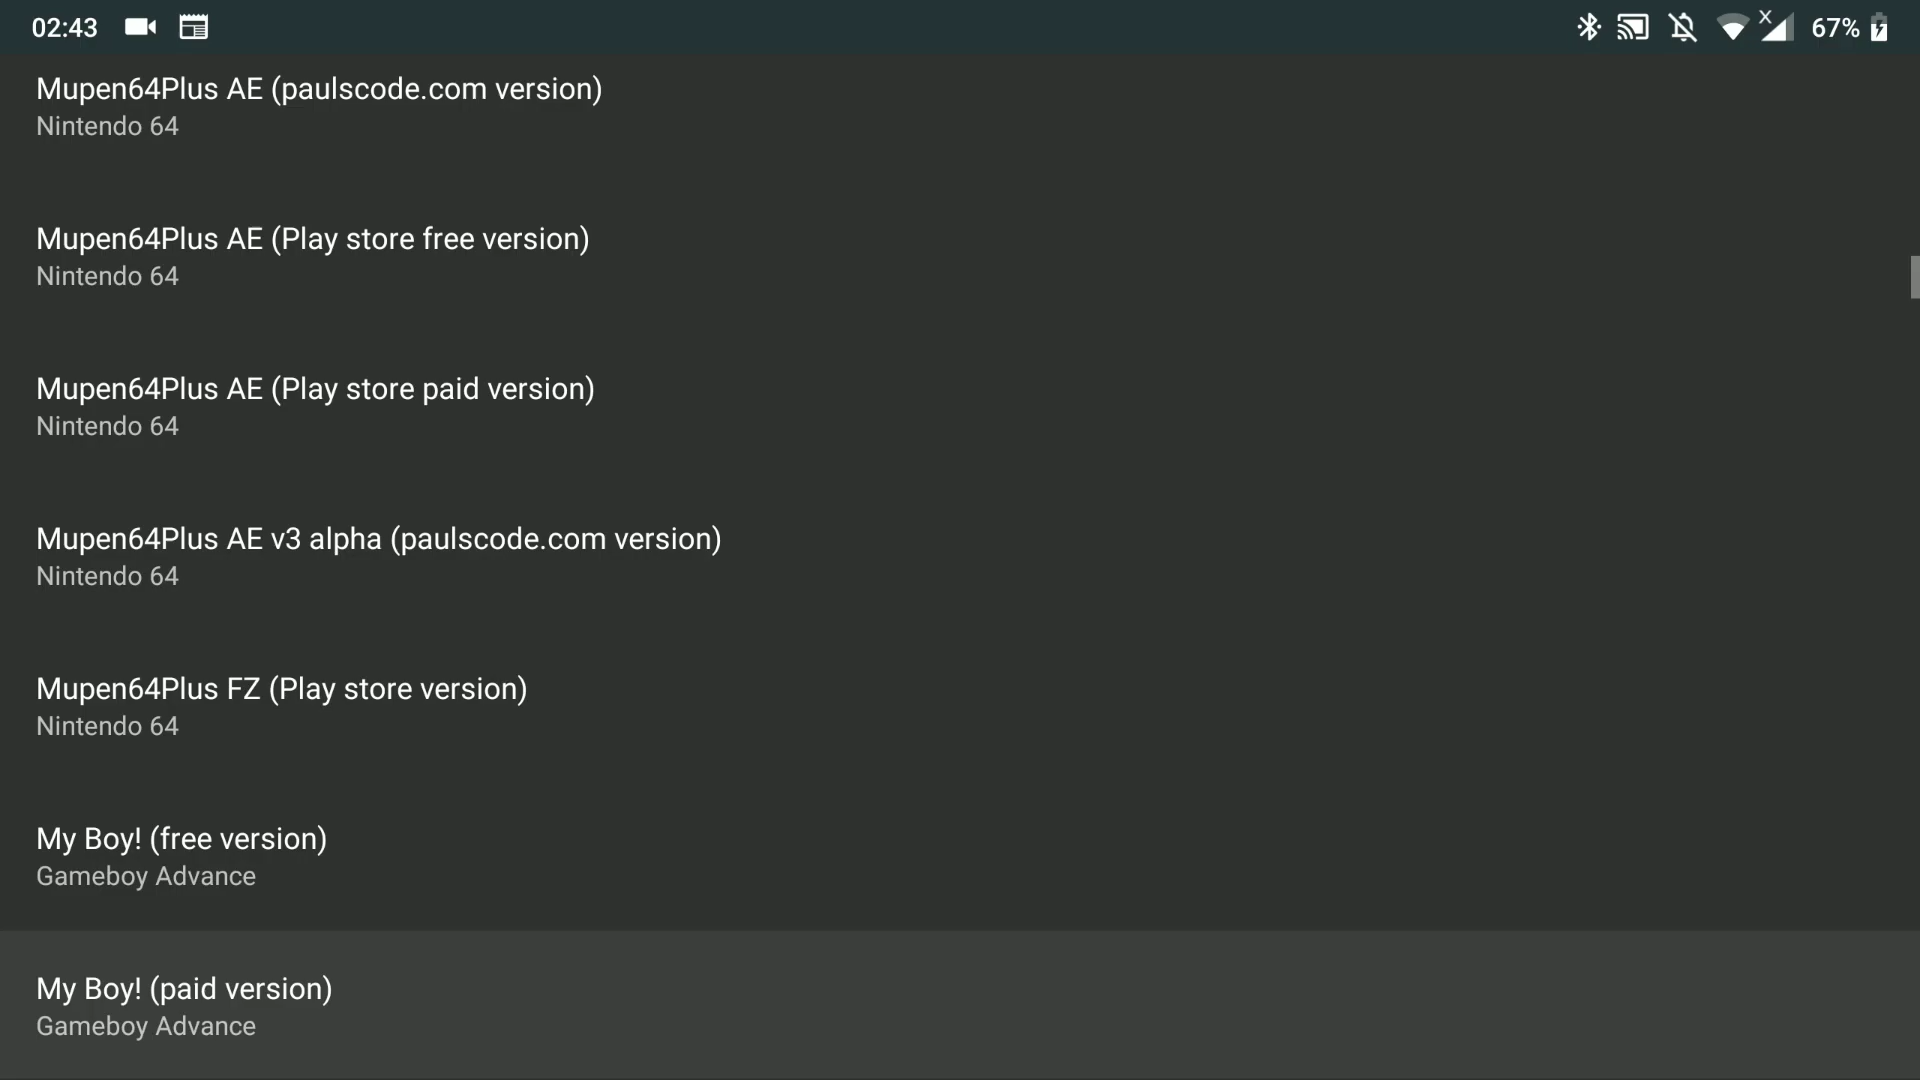 02:43
67%
Mupen64Plus AE (paulscode.com version)
Nintendo 64
Mupen64Plus AE (Play store free version)
Nintendo 64
Mupen64Plus AE (Play store paid version)
Nintendo 64
Mupen64Plus AE v3 alpha (paulscode.com version)
Nintendo 64
Mupen64Plus FZ (Play store version)
Nintendo 64
My Boy! (free version)
Gameboy Advance
My Boy! (paid version)
Gameboy Advance